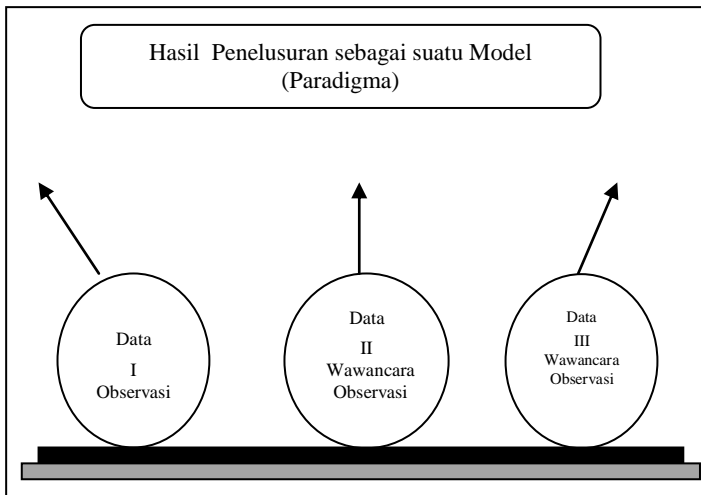 Hasil Penelusuran sebagai suatu Model
(Paradigma)
Data
I
Observasi
Data
II
Wawancara
Observasi
Data
III
Wawancara
Observasi